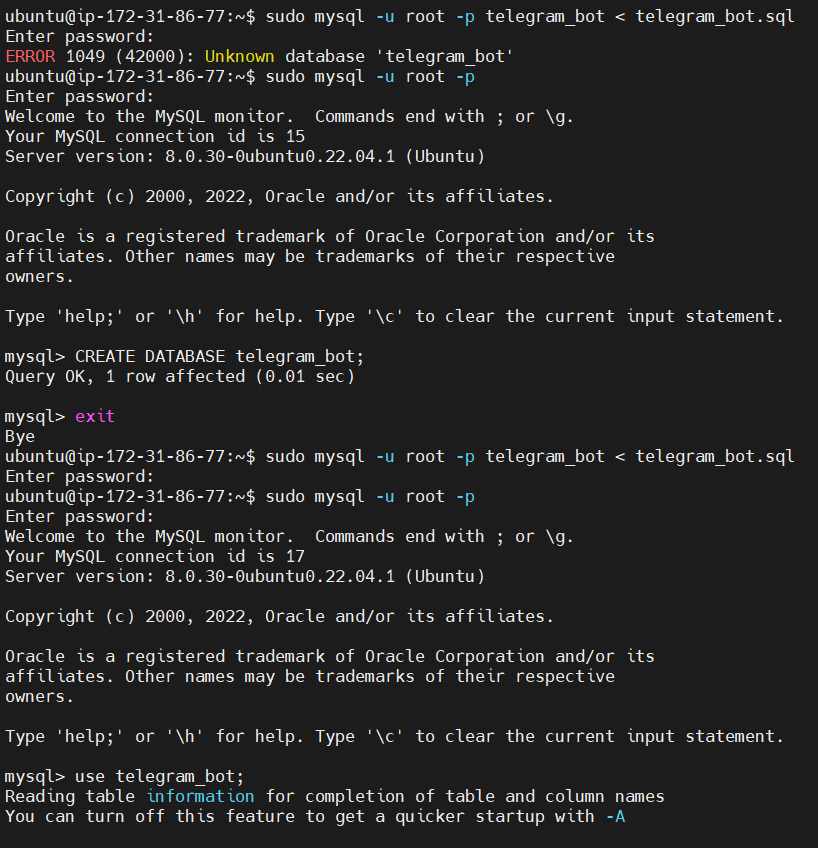 ubuntu@ip-172-31-86-77:~$ sudo mysql -u root -p telegram_bot < telegram_bot.sql
Enter password:
ERROR 1049 (42000): Unknown database 'telegram_bot'
ubuntu@ip-172-31-86-77:~$ sudo mysql -u root -p
Enter password:
Welcome to the MySQL monitor.  Commands end with ; or \g.
Your MySQL connection id is 15
Server version: 8.0.30-0ubuntu0.22.04.1 (Ubuntu)

Copyright (c) 2000, 2022, Oracle and/or its affiliates.

Oracle is a registered trademark of Oracle Corporation and/or its
affiliates. Other names may be trademarks of their respective
owners.

Type 'help;' or '\h' for help. Type '\c' to clear the current input statement.

mysql> CREATE DATABASE telegram_bot;
Query OK, 1 row affected (0.01 sec)

mysql> exit
Bye
ubuntu@ip-172-31-86-77:~$ sudo mysql -u root -p telegram_bot < telegram_bot.sql
Enter password:
ubuntu@ip-172-31-86-77:~$ sudo mysql -u root -p
Enter password:
Welcome to the MySQL monitor.  Commands end with ; or \g.
Your MySQL connection id is 17
Server version: 8.0.30-0ubuntu0.22.04.1 (Ubuntu)

Copyright (c) 2000, 2022, Oracle and/or its affiliates.

Oracle is a registered trademark of Oracle Corporation and/or its
affiliates. Other names may be trademarks of their respective
owners.

Type 'help;' or '\h' for help. Type '\c' to clear the current input statement.

mysql> use telegram_bot;
Reading table information for completion of table and column names
You can turn off this feature to get a quicker startup with -A